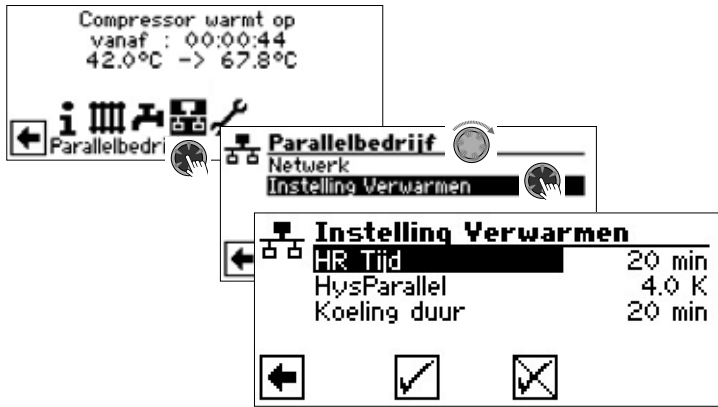 Compressor warmt op
vanaf : 00:00:44
42.0°C -> 67.8°C
Parallelbedri
Parallelbedrijf
Netwerk
Instelling Verwarmen
Instelling Verwarmen
HR Tijd 20 min
HysParallel 4.0 K
Koeling duur 20 min